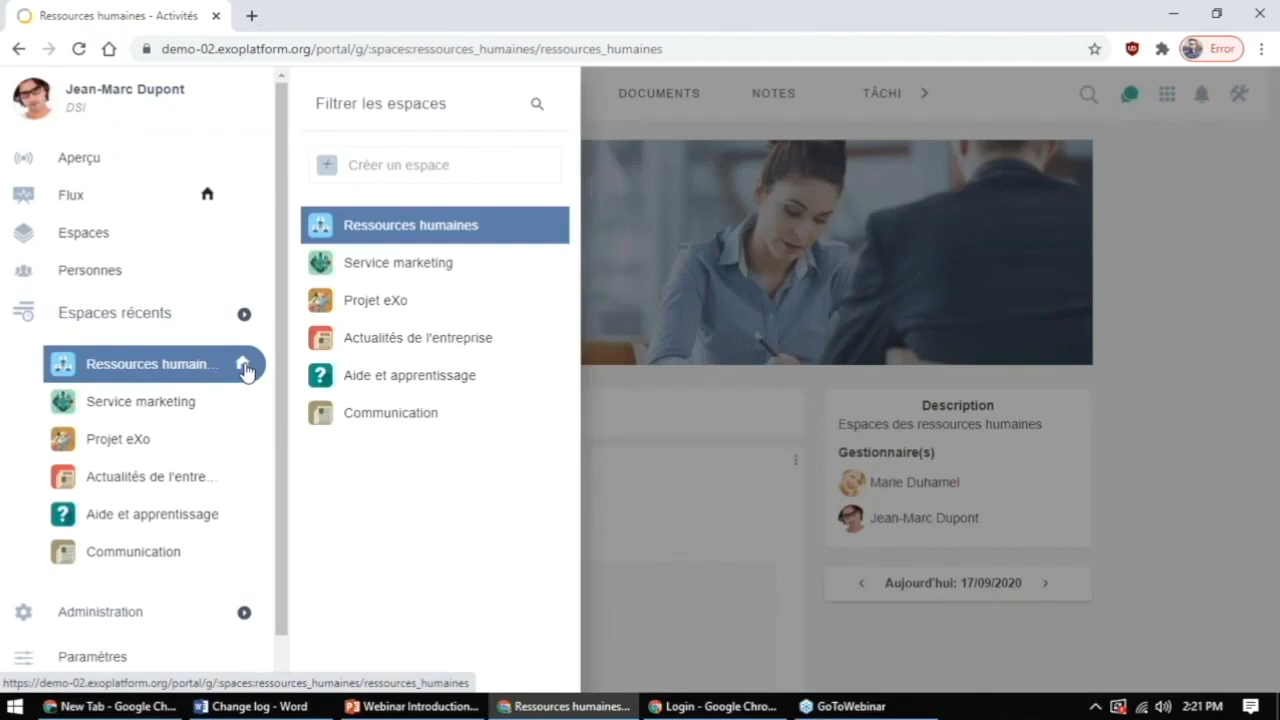 Ressources humaines - Activités
demo-02.exoplatform.org/portal/g/:spaces:ressources_humaines/ressources_humaines
Error
Jean-Marc Dupont
DSI
Aperçu
Flux
Espaces
Personnes
Espaces récents
Ressources humain...
Service marketing
Projet eXo
Actualités de l'entre...
Aide et apprentissage
Communication
Administration
Paramètres
Filtrer les espaces
Créer un espace
Ressources humaines
Service marketing
Projet eXo
Actualités de l'entreprise
Aide et apprentissage
Communication
DOCUMENTS NOTES TÂCHI
Description
Espaces des ressources humaines
Gestionnaire(s)
Marie Duhamel
Jean-Marc Dupont
Aujourd'hui: 17/09/2020
https://demo-02.exoplatform.org/portal/g/:spaces:ressources_humaines/ressources_humaines
New Tab - Google Ch... Change log - Word Webinar Introduction... Ressources humaines... Login - Google Chro... GoToWebinar 2:21 PM